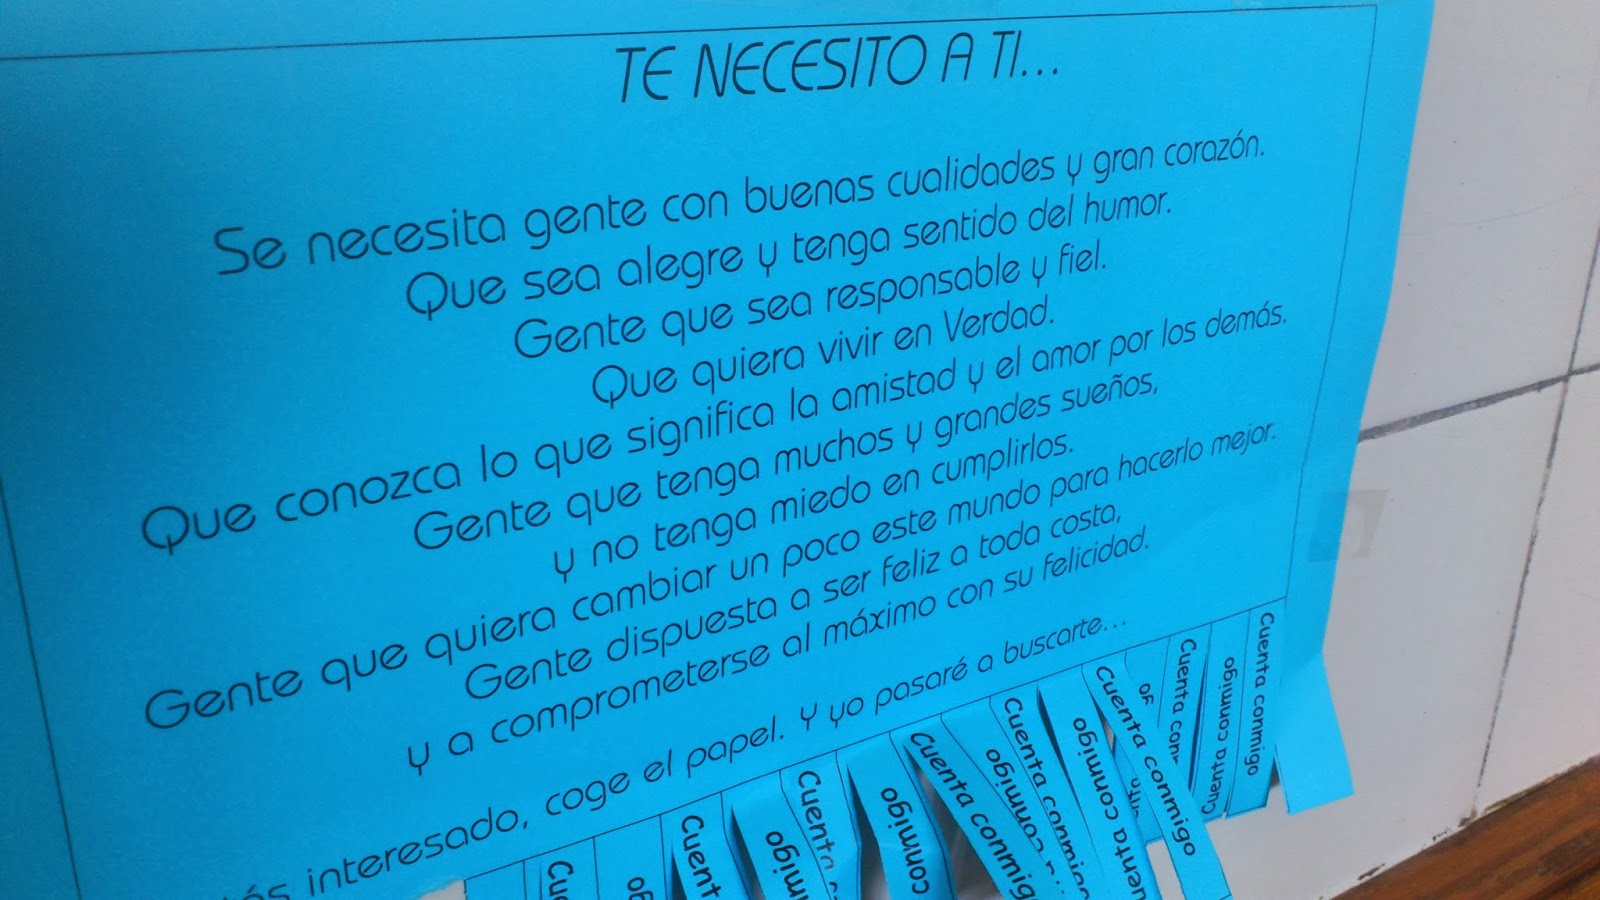 TE NECESITO A TI...
Se necesita gente con buenas cualidades y gran corazón.
Que sea alegre y tenga sentido del humor.
Gente que sea responsable y fiel.
Que quiera vivir en Verdad.
Que conozca lo que significa la amistad y el amor por los demás.
Gente que tenga muchos y grandes sueños,
y no tenga miedo en cumplirlos.
Gente que quiera cambiar un poco este mundo para hacerlo mejor.
Gente dispuesta a ser feliz a toda costa,
y a comprometerse al máximo con su felicidad.
interesado, coge el papel. Y yo pasaré a buscarte...
Cuenta
conmigo
Cuenta conmigo
Cuenta conmigo
Cuenta conmigo
Cuenta
Cuenta conmigo
Cuenta conmigo